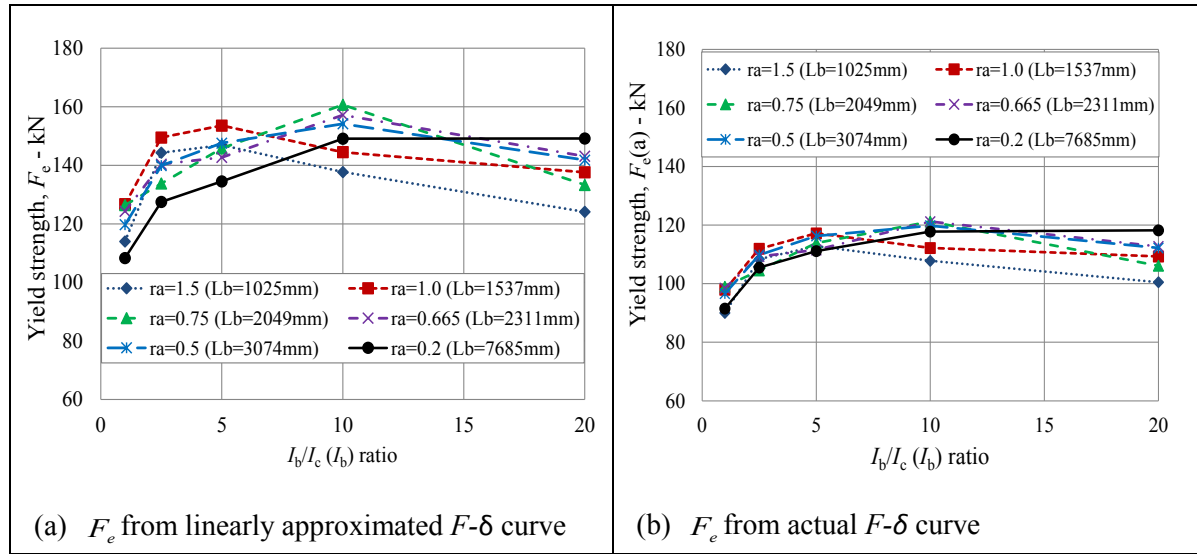 180
160
140
120
100
80
60
0
5
10
15
20
Yield strength, Fe - kN
ra=1.5 (Lb=1025mm) ra=1.0 (Lb=1537mm)
ra=0.75 (Lb=2049mm) ra=0.665 (Lb=2311mm)
ra=0.5 (Lb=3074mm) ra=0.2 (Lb=7685mm)
Ib/Ic (Ib) ratio
(a) Fe from linearly approximated F-δ curve
180
160
140
120
100
80
60
0
5
10
15
20
Yield strength, Fe(a) - kN
ra=1.5 (Lb=1025mm) ra=1.0 (Lb=1537mm)
ra=0.75 (Lb=2049mm) ra=0.665 (Lb=2311mm)
ra=0.5 (Lb=3074mm) ra=0.2 (Lb=7685mm)
Ib/Ic (Ib) ratio
(b) Fe from actual F-δ curve